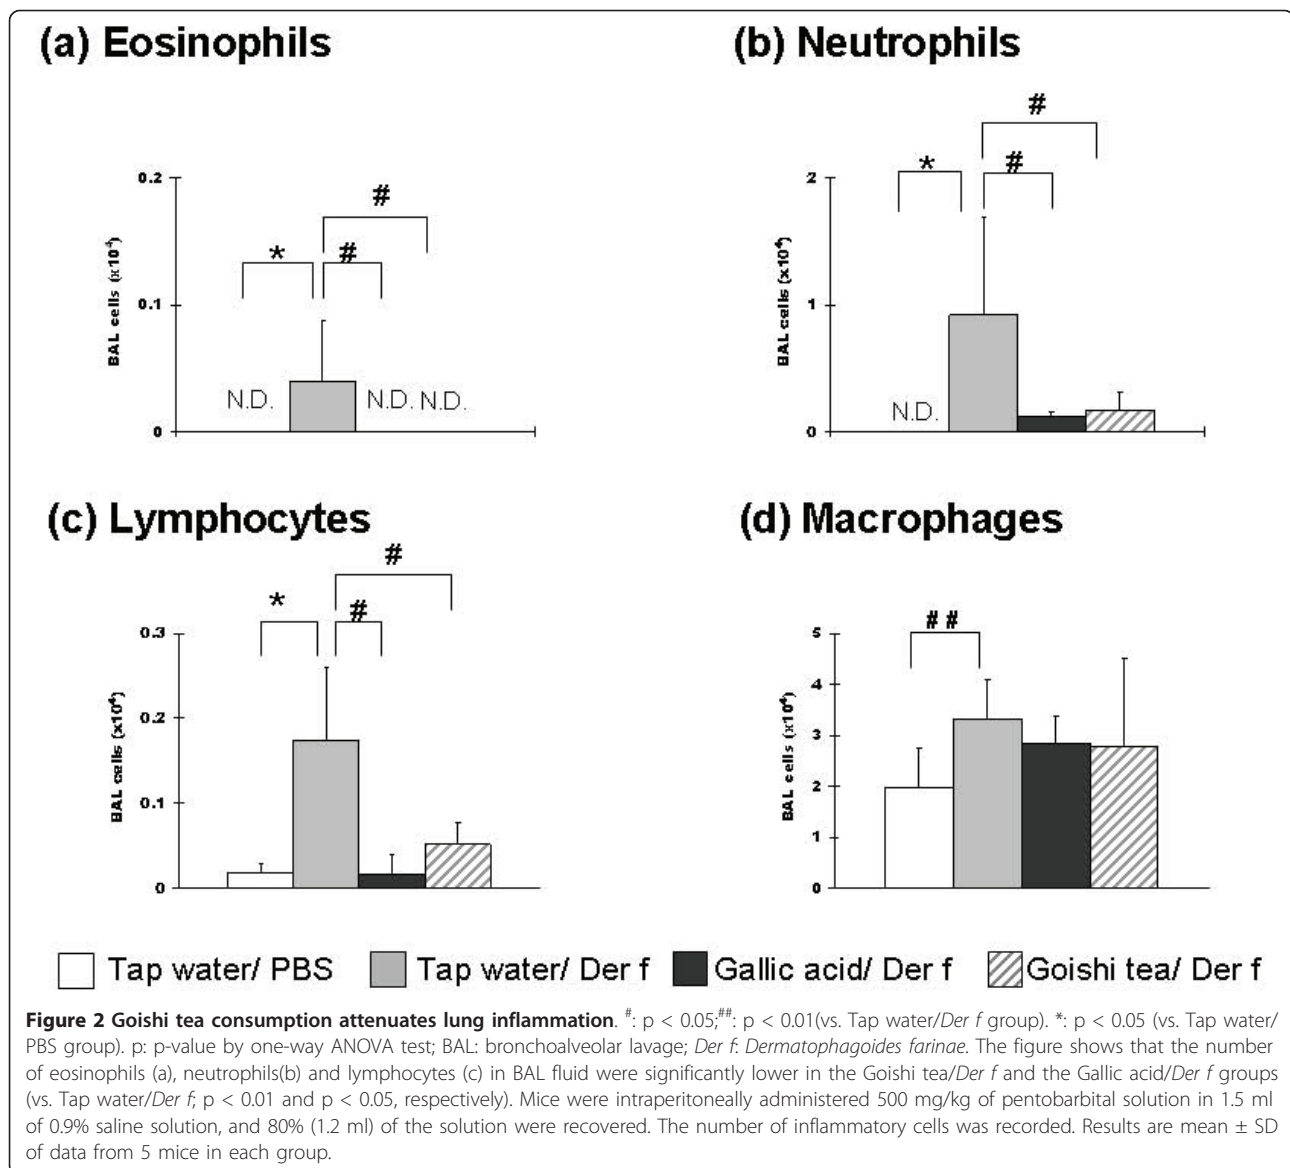 (a) Eosinophils
#
#
*
0.2
0.1
0
BAL cells (x10⁴)
N.D.
N.D.
N.D.
(b) Neutrophils
#
#
*
2
1
0
BAL cells (x10⁴)
N.D.
(c) Lymphocytes
#
#
*
0.3
0.2
0.1
0
BAL cells (x10⁴)
(d) Macrophages
##
5
4
3
2
1
0
BAL cells (x10⁴)
Tap water/ PBS
Tap water/ Der f
Gallic acid/ Der f
Goishi tea/ Der f
Figure 2 Goishi tea consumption attenuates lung inflammation. #: p < 0.05;##: p < 0.01(vs. Tap water/Der f group). *: p < 0.05 (vs. Tap water/
PBS group). p: p-value by one-way ANOVA test; BAL: bronchoalveolar lavage; Der f: Dermatophagoides farinae. The figure shows that the number
of eosinophils (a), neutrophils(b) and lymphocytes (c) in BAL fluid were significantly lower in the Goishi tea/Der f and the Gallic acid/Der f groups
(vs. Tap water/Der f; p < 0.01 and p < 0.05, respectively). Mice were intraperitoneally administered 500 mg/kg of pentobarbital solution in 1.5 ml
of 0.9% saline solution, and 80% (1.2 ml) of the solution were recovered. The number of inflammatory cells was recorded. Results are mean ± SD
of data from 5 mice in each group.